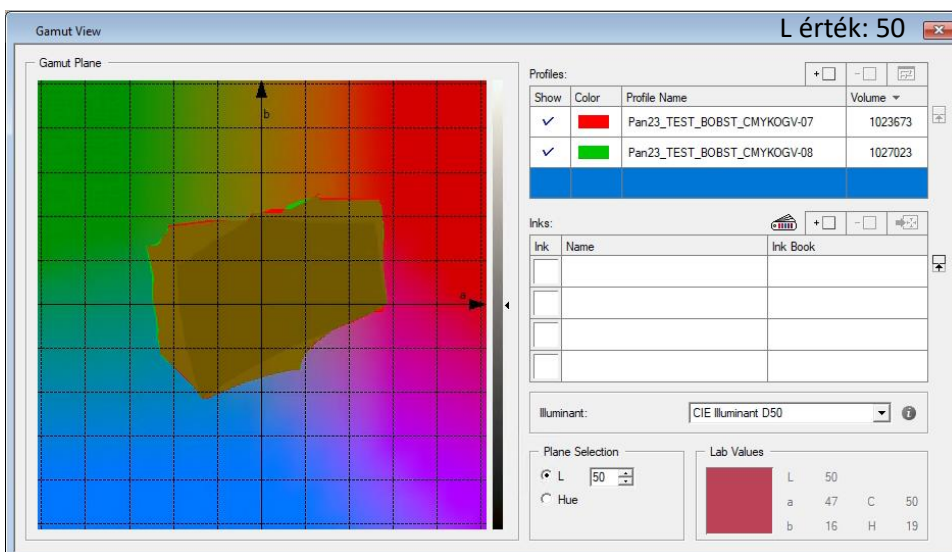 Gamut View
L érték: 50
Gamut Plane
b
a
Profiles:
Show Color Profile Name Volume
Pan23_TEST_BOBST_CMYKOGV-07 1023673
Pan23_TEST_BOBST_CMYKOGV-08 1027023
Inks:
Ink Name Ink Book
Illuminant: CIE Illuminant D50
Plane Selection
L 50
Hue
Lab Values
L 50
a 47 C 50
b 16 H 19